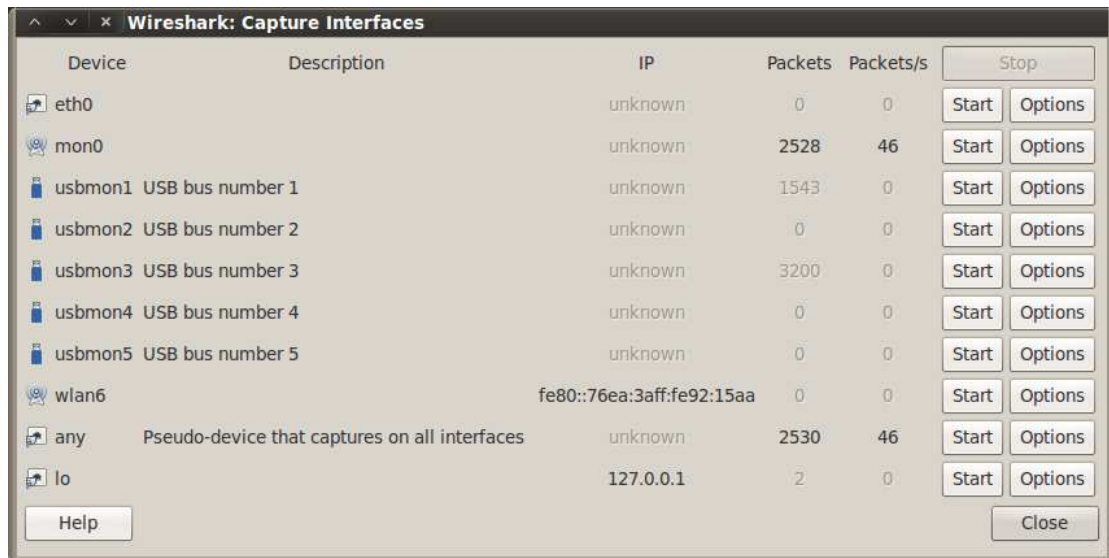 Wireshark: Capture Interfaces
Device Description IP Packets Packets/s Stop
eth0 unknown 0 0 Start Options
mon0 unknown 2528 46 Start Options
usbmon1 USB bus number 1 unknown 1543 0 Start Options
usbmon2 USB bus number 2 unknown 0 0 Start Options
usbmon3 USB bus number 3 unknown 3200 0 Start Options
usbmon4 USB bus number 4 unknown 0 0 Start Options
usbmon5 USB bus number 5 unknown 0 0 Start Options
wlan6 fe80::76ea:3aff:fe92:15aa 0 0 Start Options
any Pseudo-device that captures on all interfaces unknown 2530 46 Start Options
lo 127.0.0.1 2 0 Start Options
Help Close